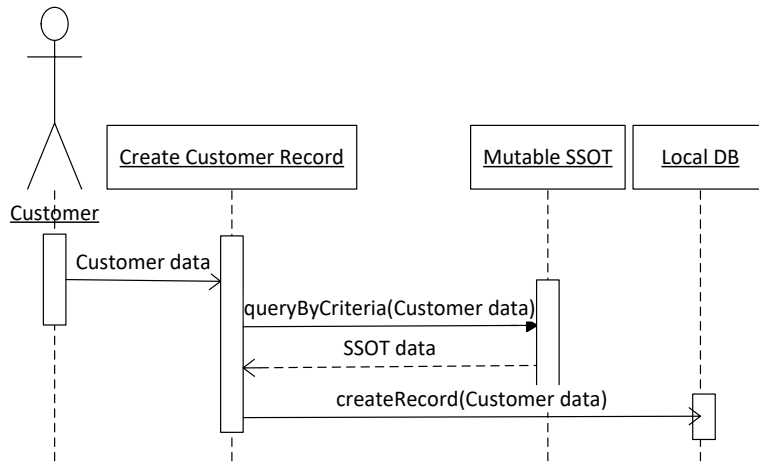 Create Customer Record
Mutable SSOT
Local DB
Customer
Customer data
queryByCriteria(Customer data)
SSOT data
createRecord(Customer data)